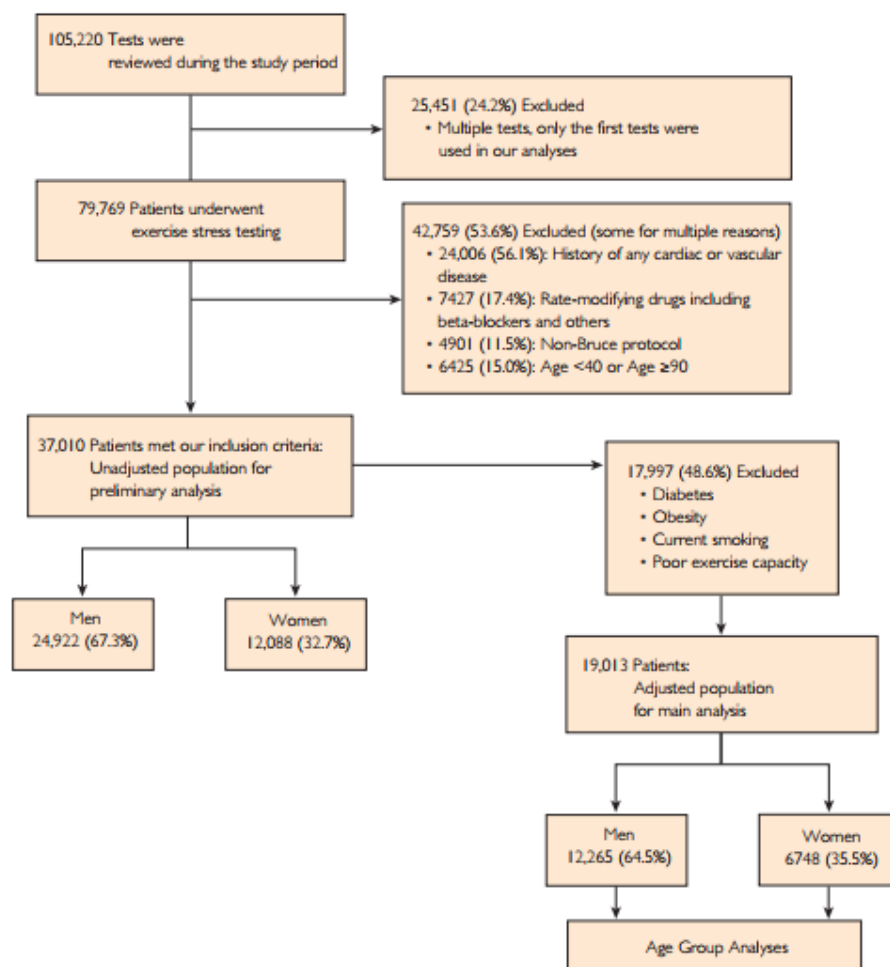 105,220 Tests were
reviewed during the study period
25,451 (24.2%) Excluded
• Multiple tests, only the first tests were
used in our analyses
79,769 Patients underwent
exercise stress testing
42,759 (53.6%) Excluded (some for multiple reasons)
• 24,006 (56.1%): History of any cardiac or vascular
disease
• 7427 (17.4%): Rate-modifying drugs including
beta-blockers and others
• 4901 (11.5%): Non-Bruce protocol
• 6425 (15.0%): Age <40 or Age ≥90
37,010 Patients met our inclusion criteria:
Unadjusted population for
preliminary analysis
17,997 (48.6%) Excluded
• Diabetes
• Obesity
• Current smoking
• Poor exercise capacity
Men
24,922 (67.3%)
Women
12,088 (32.7%)
19,013 Patients:
Adjusted population
for main analysis
Men
12,265 (64.5%)
Women
6748 (35.5%)
Age Group Analyses